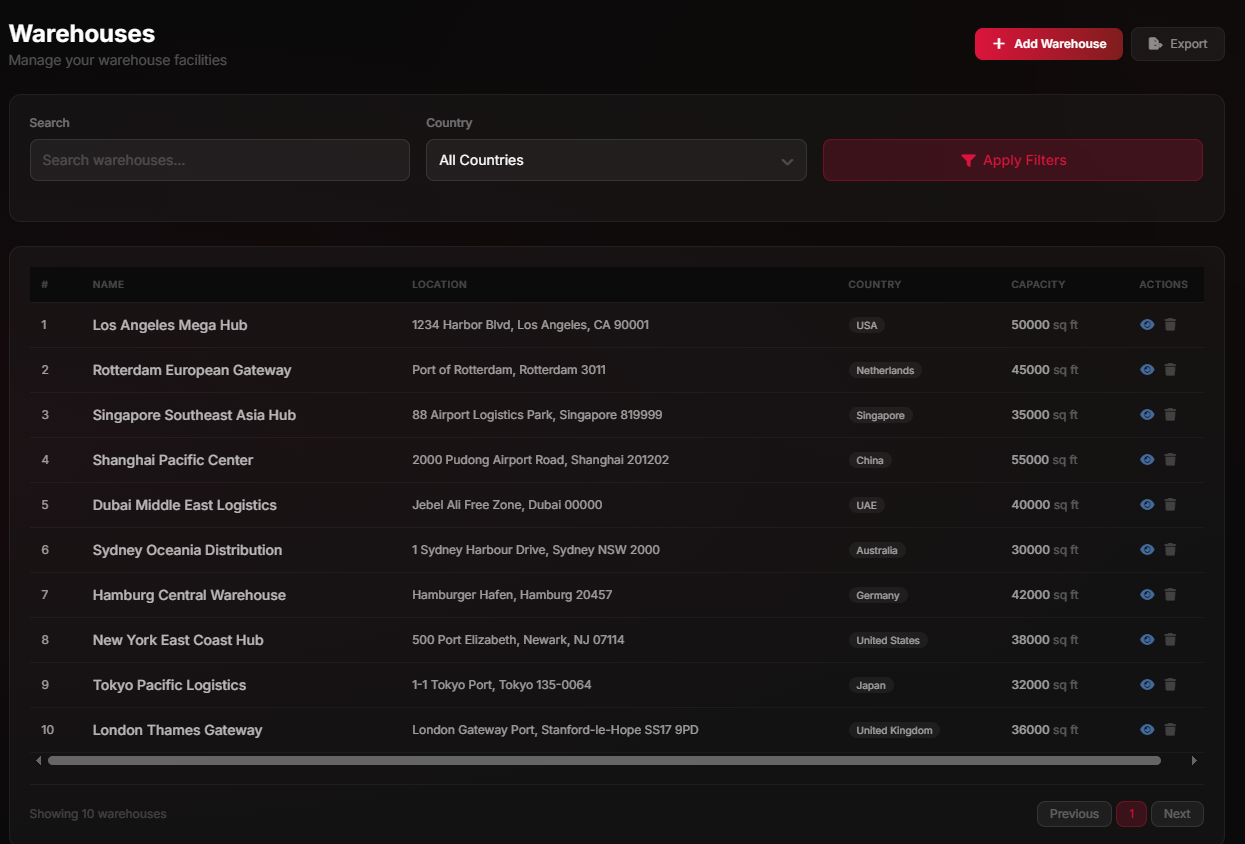 Warehouses
Manage your warehouse facilities
+ Add Warehouse
Export
Search
Country
Search warehouses...
All Countries
Apply Filters
# NAME LOCATION COUNTRY CAPACITY ACTIONS
1 Los Angeles Mega Hub 1234 Harbor Blvd, Los Angeles, CA 90001 USA 50000 sq ft
2 Rotterdam European Gateway Port of Rotterdam, Rotterdam 3011 Netherlands 45000 sq ft
3 Singapore Southeast Asia Hub 88 Airport Logistics Park, Singapore 819999 Singapore 35000 sq ft
4 Shanghai Pacific Center 2000 Pudong Airport Road, Shanghai 201202 China 55000 sq ft
5 Dubai Middle East Logistics Jebel Ali Free Zone, Dubai 00000 UAE 40000 sq ft
6 Sydney Oceania Distribution 1 Sydney Harbour Drive, Sydney NSW 2000 Australia 30000 sq ft
7 Hamburg Central Warehouse Hamburger Hafen, Hamburg 20457 Germany 42000 sq ft
8 New York East Coast Hub 500 Port Elizabeth, Newark, NJ 07114 United States 38000 sq ft
9 Tokyo Pacific Logistics 1-1 Tokyo Port, Tokyo 135-0064 Japan 32000 sq ft
10 London Thames Gateway London Gateway Port, Stanford-le-Hope SS17 9PD United Kingdom 36000 sq ft
Showing 10 warehouses
Previous 1 Next